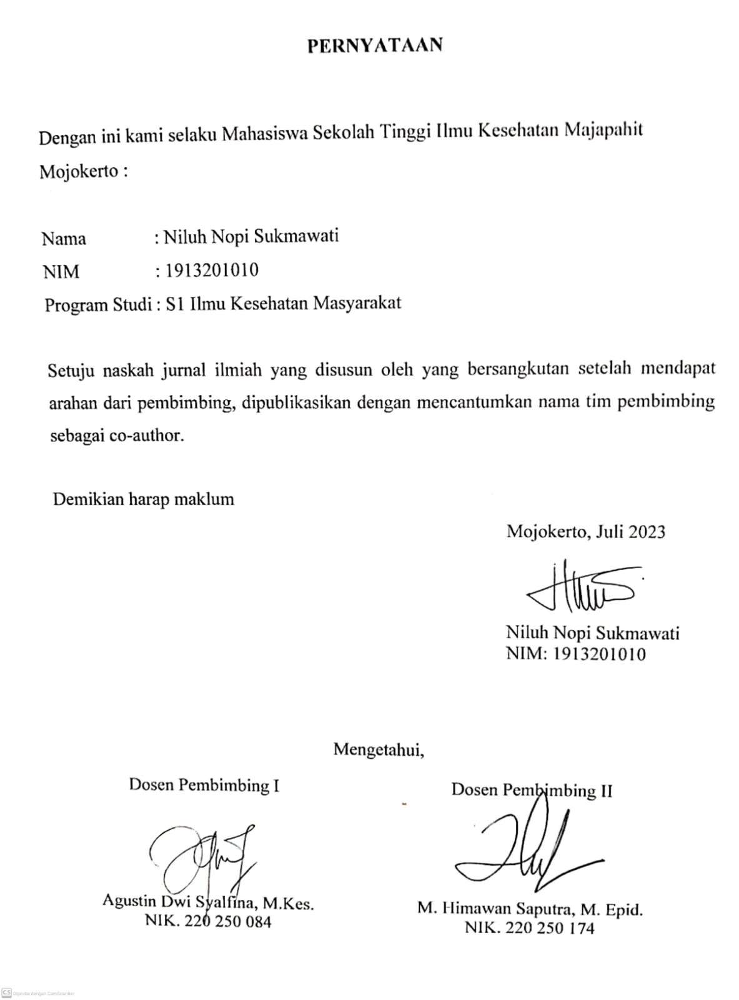 PERNYATAAN
Dengan ini kami selaku Mahasiswa Sekolah Tinggi Ilmu Kesehatan Majapahit
Mojokerto :
Nama : Niluh Nopi Sukmawati
NIM : 1913201010
Program Studi : S1 Ilmu Kesehatan Masyarakat
Setuju naskah jurnal ilmiah yang disusun oleh yang bersangkutan setelah mendapat
arahan dari pembimbing, dipublikasikan dengan mencantumkan nama tim pembimbing
sebagai co-author.
Demikian harap maklum
Mojokerto, Juli 2023
Niluh Nopi Sukmawati
NIM: 1913201010
Mengetahui,
Dosen Pembimbing I
Agustin Dwi Syalfina, M.Kes.
NIK. 220 250 084
Dosen Pembimbing II
M. Himawan Saputra, M. Epid.
NIK. 220 250 174
CS Dipindai dengan CamScanner